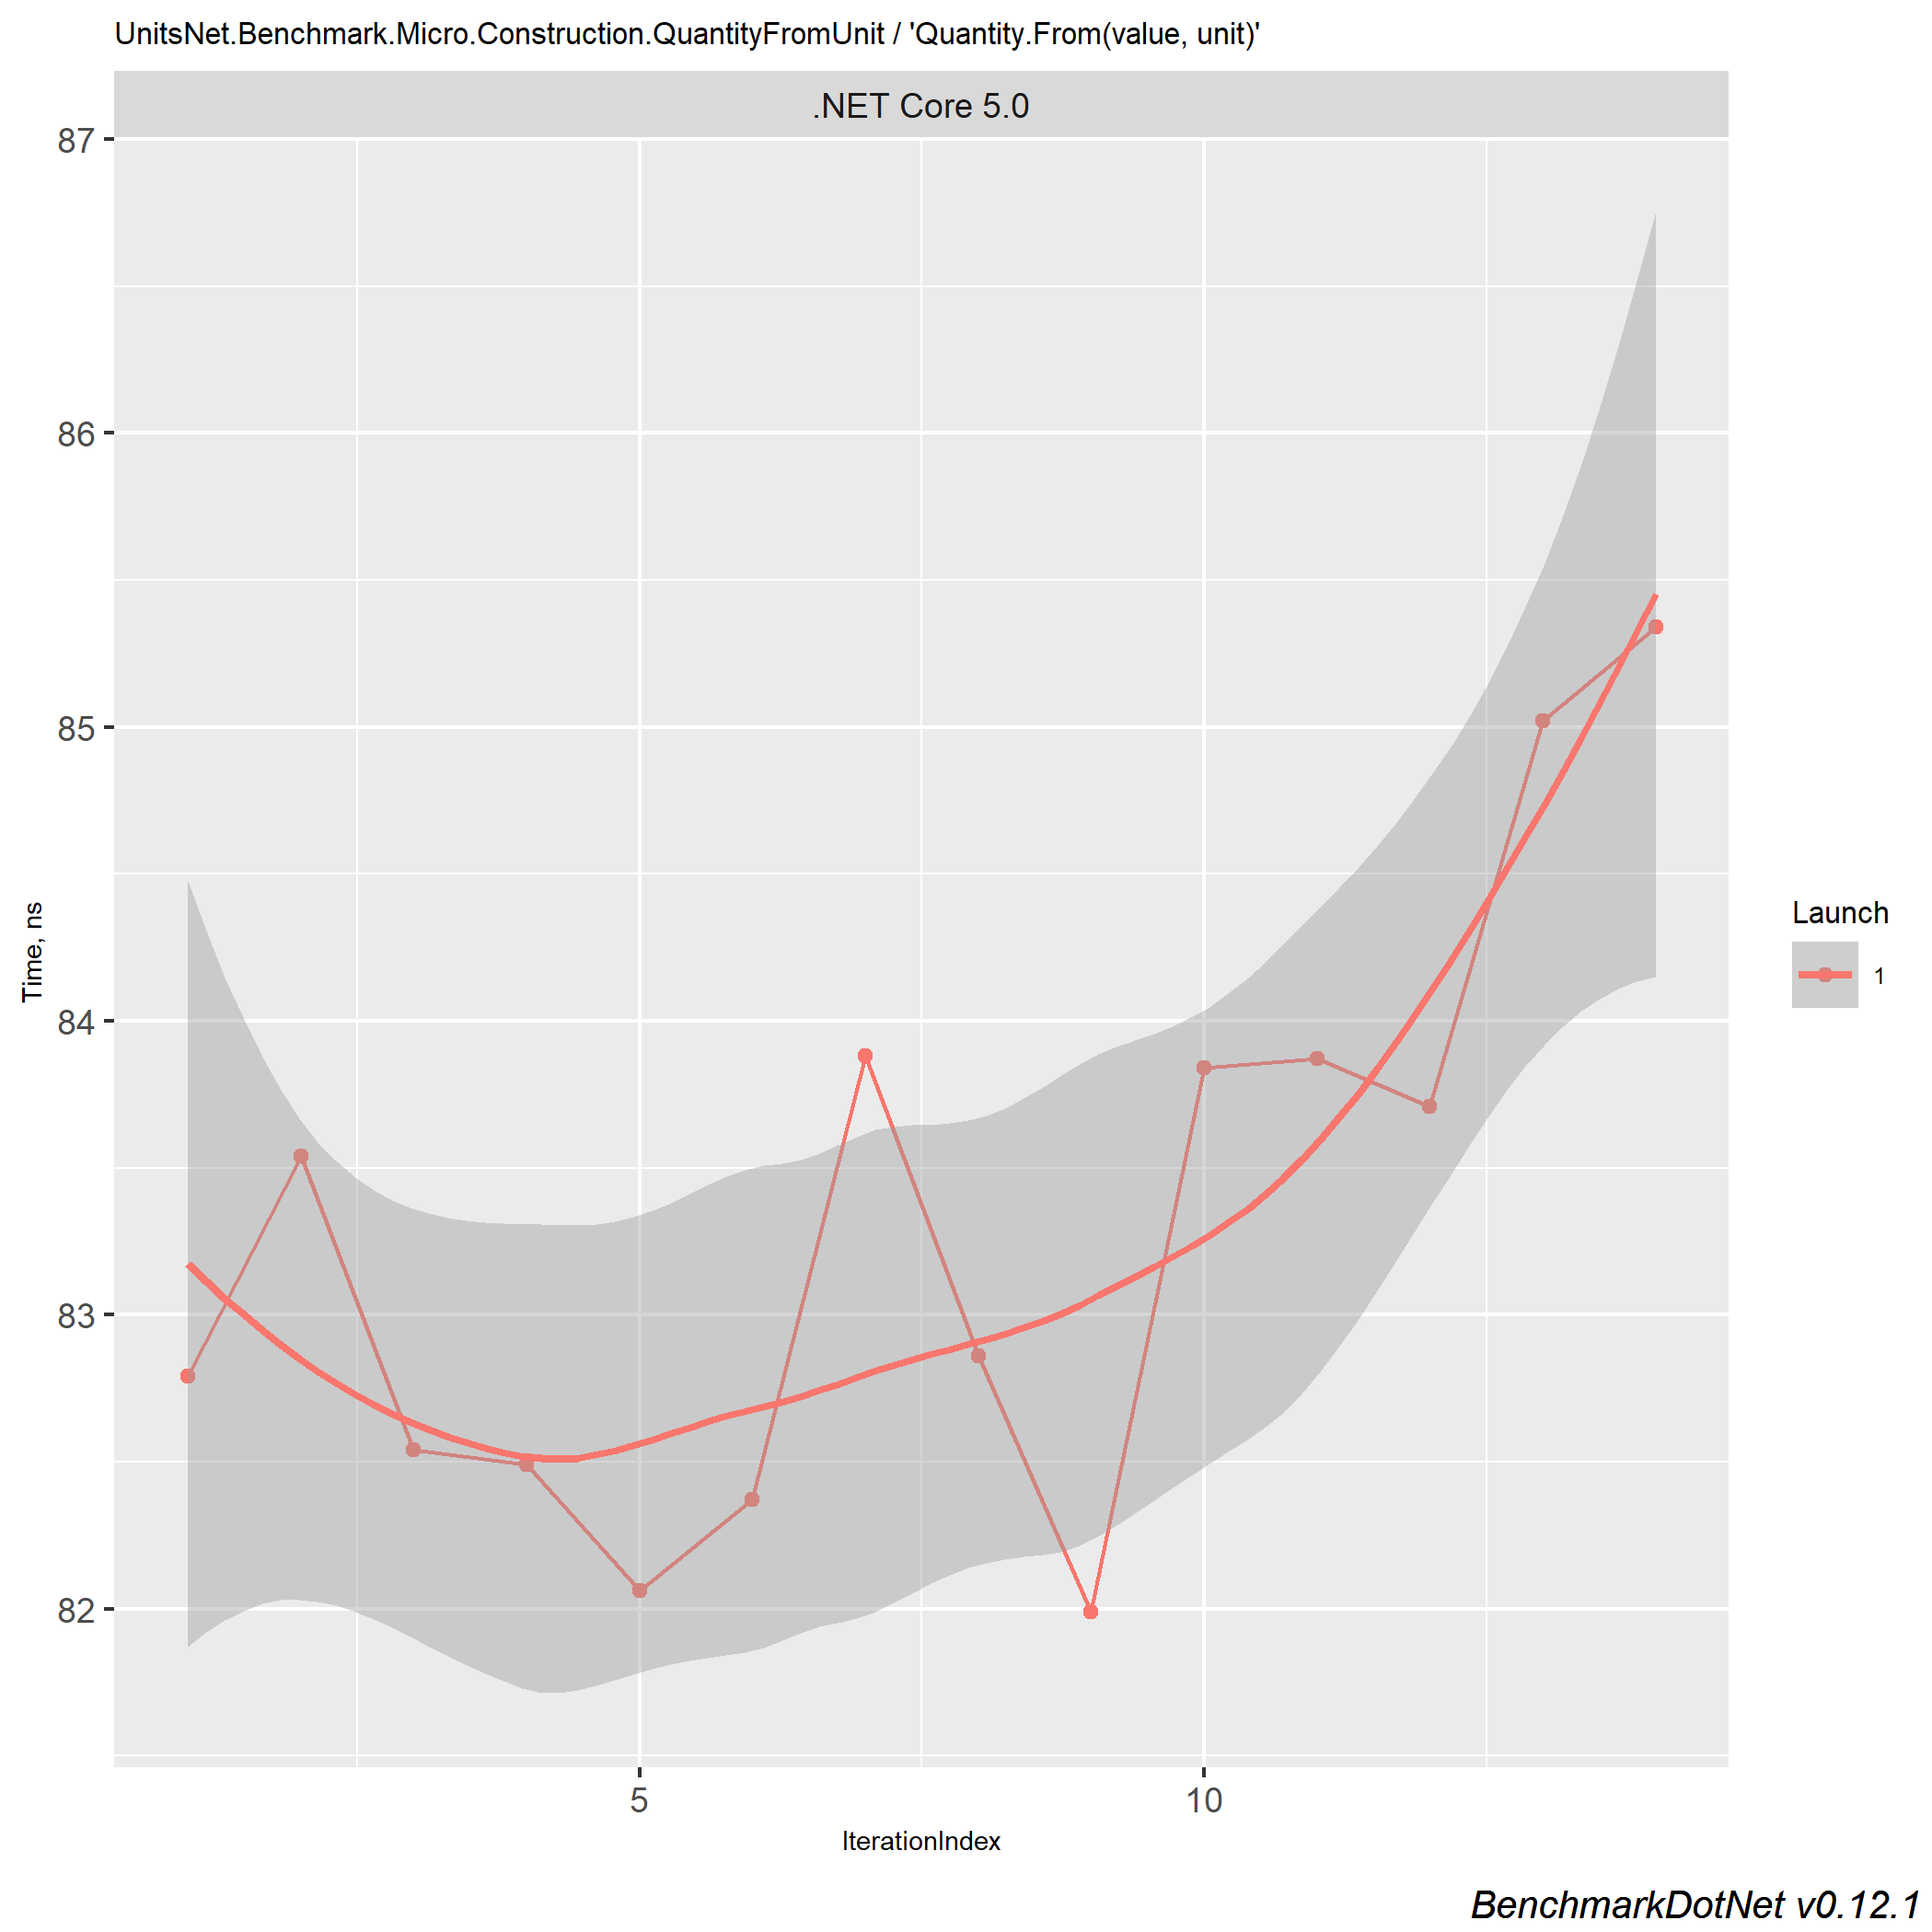 UnitsNet.Benchmark.Micro.Construction.QuantityFromUnit / 'Quantity.From(value, unit)'
.NET Core 5.0
87
86
85
84
83
82
Time, ns
5
10
IterationIndex
Launch
1
BenchmarkDotNet v0.12.1